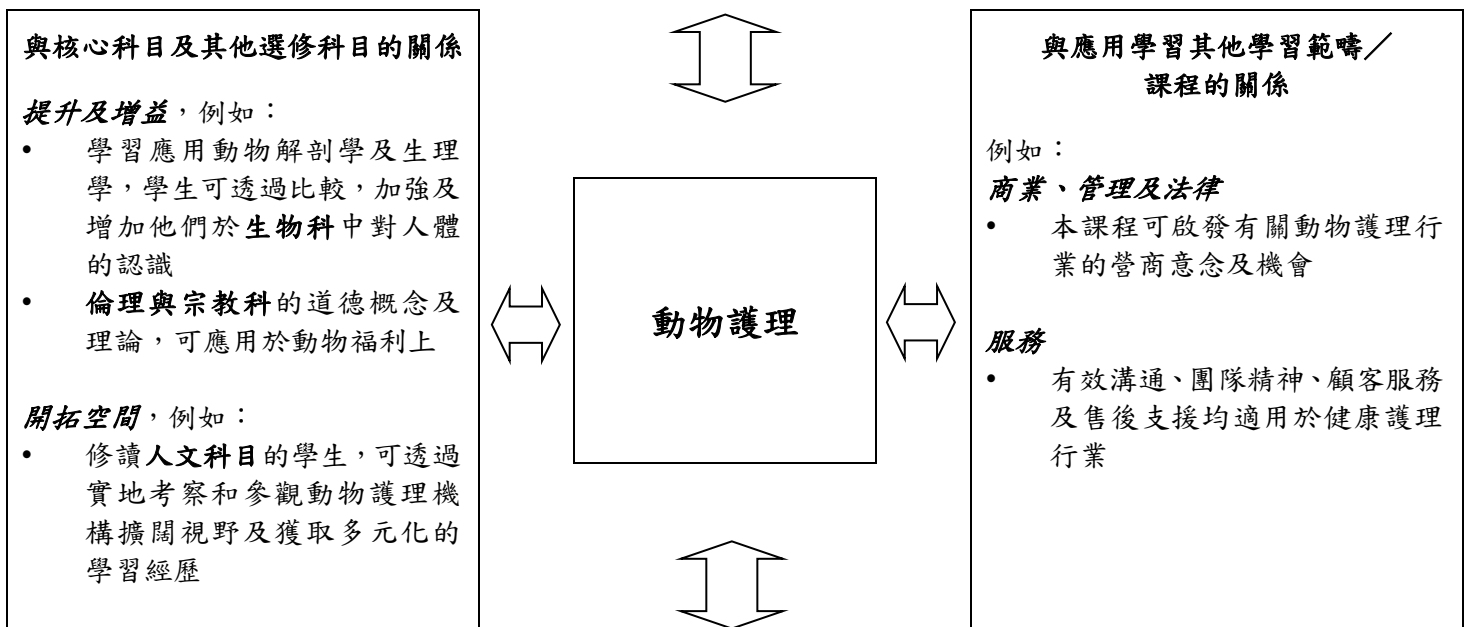 與核心科目及其他選修科目的關係
提升及增益，例如：
• 學習應用動物解剖學及生理
學，學生可透過比較，加強及
增加他們於生物科中對人體
的認識
• 倫理與宗教科的道德概念及
理論，可應用於動物福利上
開拓空間，例如：
• 修讀人文科目的學生，可透過
實地考察和參觀動物護理機
構擴闊視野及獲取多元化的
學習經歷
動物護理
與應用學習其他學習範疇／
課程的關係
例如：
商業、管理及法律
• 本課程可啟發有關動物護理行
業的營商意念及機會
服務
• 有效溝通、團隊精神、顧客服務
及售後支援均適用於健康護理
行業